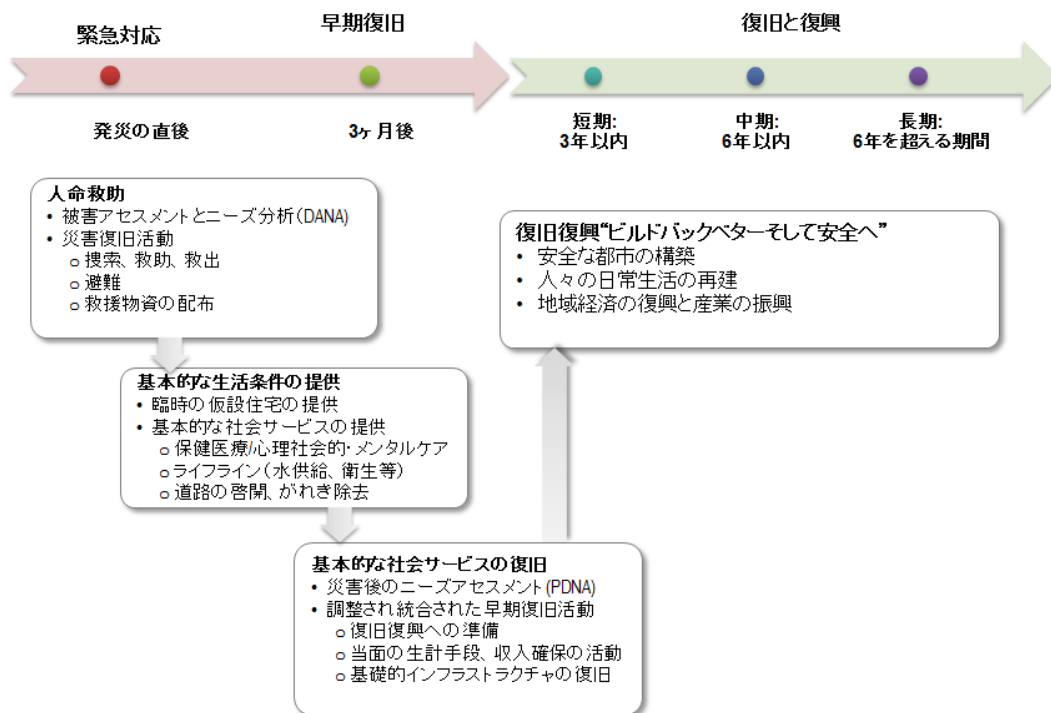 緊急対応
早期復旧
復旧と復興
発災の直後
3ヶ月後
短期:
3年以内
中期:
6年以内
長期:
6年を超える期間
人命救助
• 被害アセスメントとニーズ分析(DANA)
• 災害復旧活動
o 捜索、救助、救出
o 避難
o 救援物資の配布
復旧復興“ビルドバックベターそして安全へ”
• 安全な都市の構築
• 人々の日常生活の再建
• 地域経済の復興と産業の振興
基本的な生活条件の提供
• 臨時の仮設住宅の提供
• 基本的な社会サービスの提供
o 保健医療/心理社会的・メンタルケア
o ライフライン(水供給、衛生等)
o 道路の啓開、がれき除去
基本的な社会サービスの復旧
• 災害後のニーズアセスメント(PDNA)
• 調整され統合された早期復旧活動
o 復旧復興への準備
o 当面の生計手段、収入確保の活動
o 基礎的インフラストラクチャの復旧